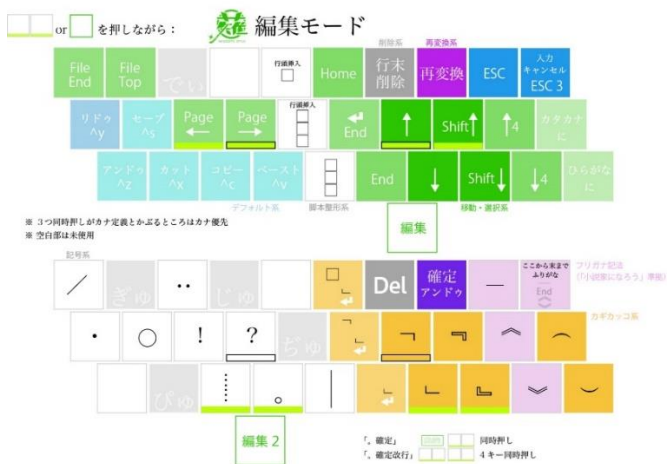 or を押しながら： 編集モード
削除系 再変換系
File End
File Top
でぃ
行頭挿入
□
Home
行末削除
再変換
ESC
入力キャンセル ESC 3
リドゥ ^y
セーブ ^s
Page ←
Page →
行頭挿入
End
↑
Shift↑
↑4
カタカナに
アンドゥ ^z
カット ^x
コピー ^c
ペースト ^v
End
↓
Shift↓
↓4
ひらがなに
デフォルト系 脚本整形系 移動・選択系
※ 3つ同時押しがカナ定義とかぶるところはカナ優先
※ 空白部は未使用
編集
記号系
／
ぎゅ
‥
じゅ
□
」
Del
確定アンドゥ
―
ここから末までふりがな
End
フリガナ記法
(「小説家になろう」準拠)
・
○
！
？
ぢゅ
「
」
「
『
︽
︵
カギカッコ系
ぴゅ
。
｜
」
」
』
︾
︶
編集 2
「。確定」 同時押し
「。確定改行」 4キー同時押し